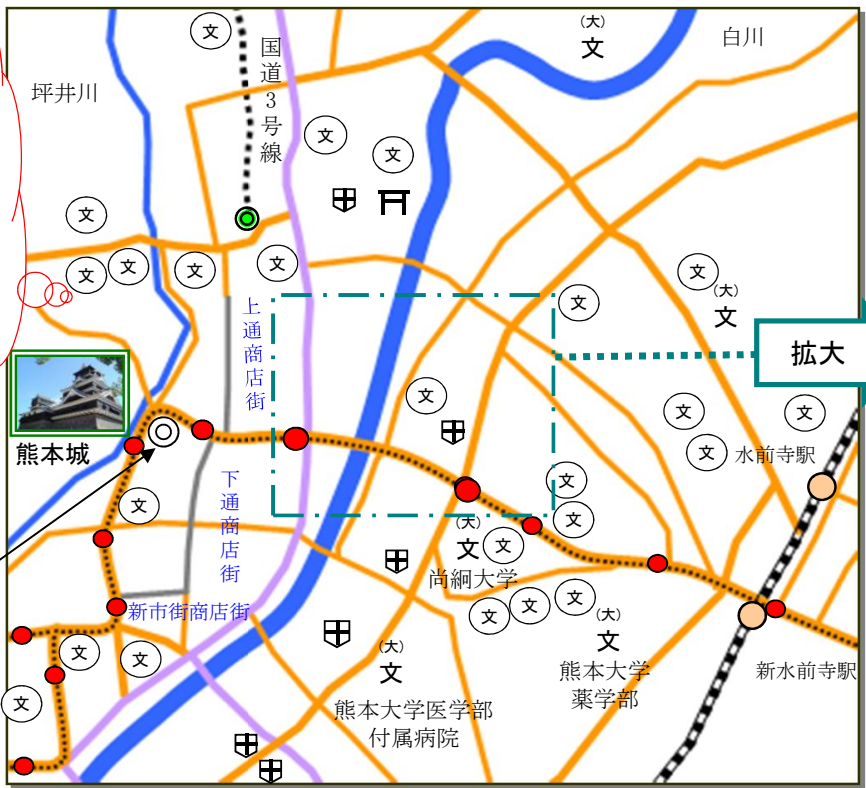 文
(大)
文
白川
国道3号線
坪井川
文
文
文
文
文
文
文
文
(大)
文
上通商店街
文
拡大
文
文
文
熊本城
文
水前寺駅
下通商店街
文
文
文
(大)
文
文
尚絅大学
文
文
文
新市街商店街
(大)
文
文
文
(大)
文
熊本大学
薬学部
新水前寺駅
文
熊本大学医学部
付属病院